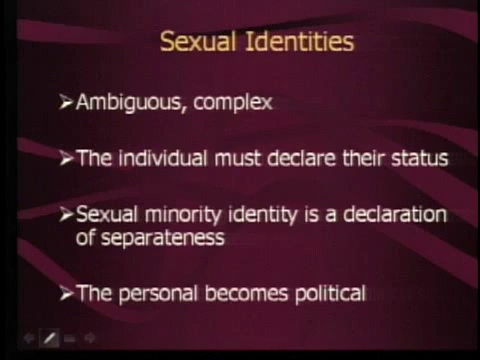 Sexual Identities
➢Ambiguous, complex
➢The individual must declare their status
➢Sexual minority identity is a declaration
of separateness
➢The personal becomes political